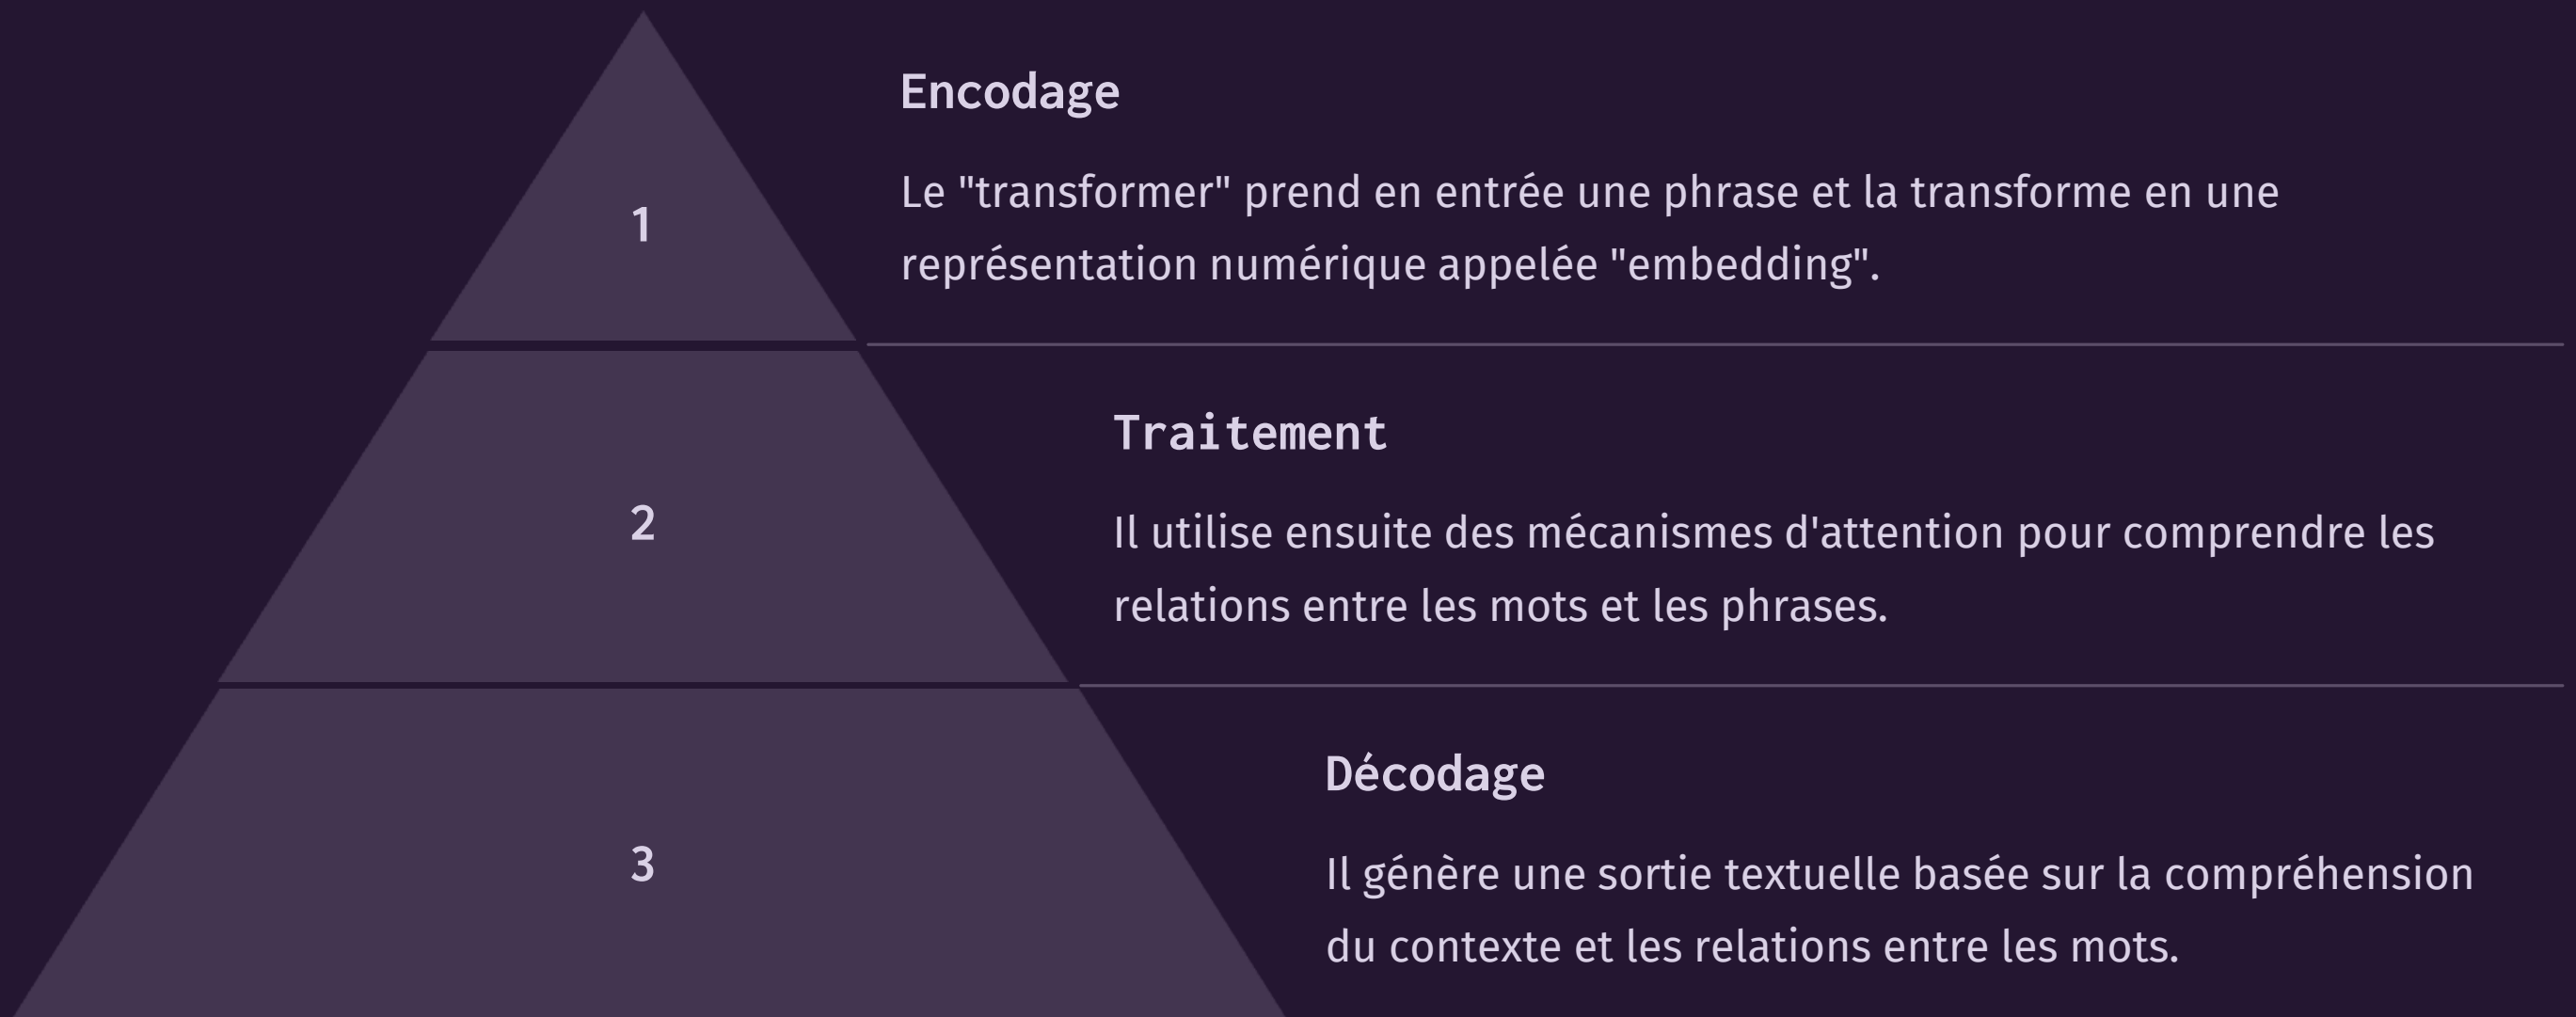 Encodage
1
Le "transformer" prend en entrée une phrase et la transforme en une
représentation numérique appelée "embedding".
Traitement
2
Il utilise ensuite des mécanismes d'attention pour comprendre les
relations entre les mots et les phrases.
Décodage
3
Il génère une sortie textuelle basée sur la compréhension
du contexte et les relations entre les mots.